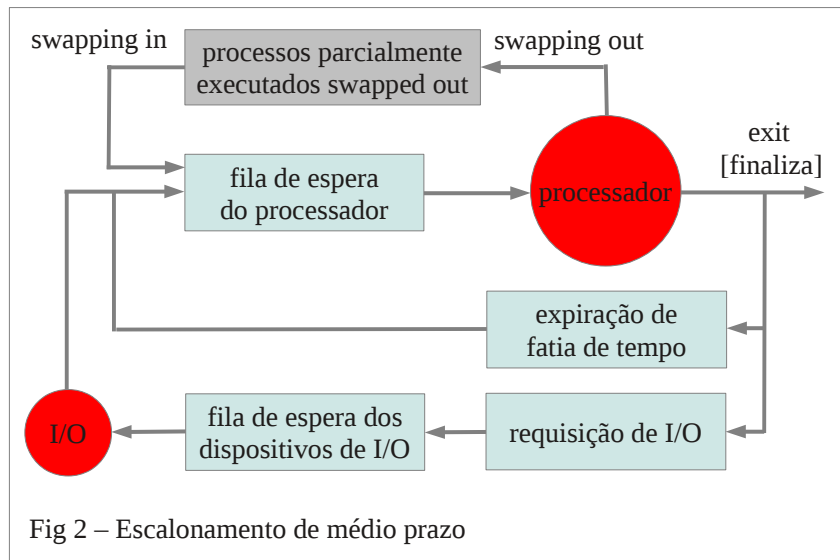 swapping in
processos parcialmente
executados swapped out
swapping out
exit
[finaliza]
fila de espera
do processador
processador
expiração de
fatia de tempo
I/O
fila de espera dos
dispositivos de I/O
requisição de I/O
Fig 2 – Escalonamento de médio prazo